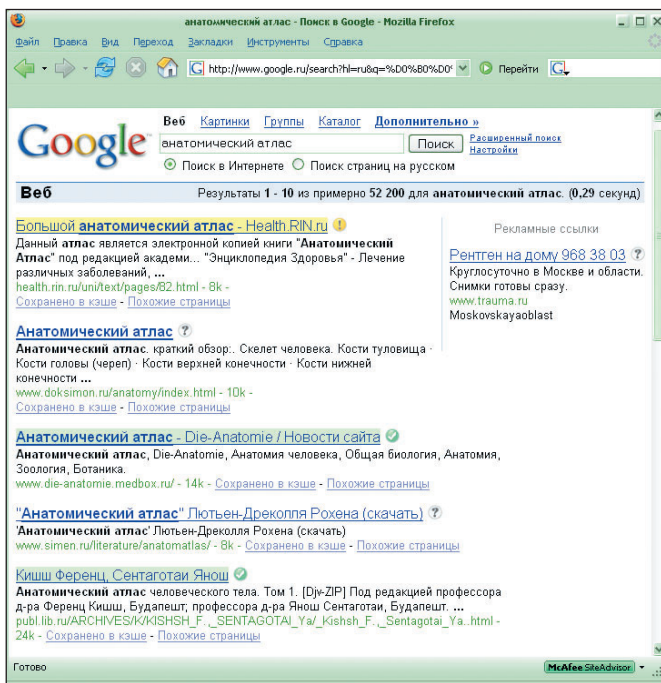 анатомический атлас - Поиск в Google - Mozilla Firefox
Файл Правка Вид Переход Закладки Инструменты Справка
http://www.google.ru/search?hl=ru&q=%D0%B0%D0° Перейти
Веб Картинки Группы Каталог Дополнительно »
Google™
анатомический атлас Поиск Расширенный поиск
Настройки
Поиск в Интернете Поиск страниц на русском
Веб Результаты 1 - 10 из примерно 52 200 для анатомический атлас. (0,29 секунд)
Большой анатомический атлас - Health.RIN.ru
Данный атлас является электронной копией книги "Анатомический
Атлас" под редакцией академи... "Энциклопедия Здоровья" - Лечение
различных заболеваний, ...
health.rin.ru/uni/text/pages/82.html - 8k -
Сохранено в кэше - Похожие страницы
Анатомический атлас
Анатомический атлас. краткий обзор:. Скелет человека. Кости туловища ·
Кости головы (череп) · Кости верхней конечности · Кости нижней
конечности ...
www.doksimon.ru/anatomy/index.html - 10k -
Сохранено в кэше - Похожие страницы
Анатомический атлас - Die-Anatomie / Новости сайта
Анатомический атлас, Die-Anatomie, Анатомия человека, Общая биология, Анатомия,
Зоология, Ботаника.
www.die-anatomie.medbox.ru/ - 14k - Сохранено в кэше - Похожие страницы
"Анатомический атлас" Лютьен-Дреколля Рохена (скачать)
'Анатомический атлас' Лютьен-Дреколля Рохена (скачать)
www.simen.ru/literature/anatomatlas/ - 8k - Сохранено в кэше - Похожие страницы
Кишш Ференц, Сентаготаи Янош
Анатомический атлас человеческого тела. Том 1. [Djv-ZIP] Под редакцией профессора
д-ра Ференц Кишш, Будапешт; профессора д-ра Янош Сентаготаи, Будапешт. ...
publ.lib.ru/ARCHIVES/K/KISHSH_F.,_SENTAGOTAI_Ya/_Kishsh_F.,_Sentagotai_Ya..html -
24k - Сохранено в кэше - Похожие страницы
Рекламные ссылки
Рентген на дому 968 38 03
Круглосуточно в Москве и области.
Снимки готовы сразу.
www.trauma.ru
Moskovskayaoblast
Готово McAfee SiteAdvisor